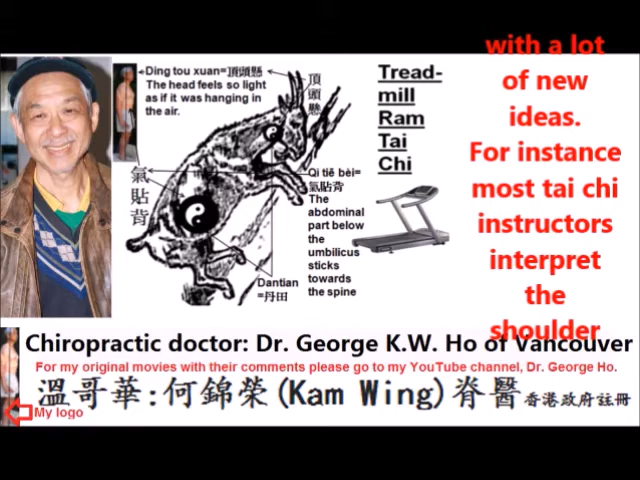 with a lot
of new
ideas.
For instance
most tai chi
instructors
interpret
the
shoulder
Ding tou xuan=頂頭懸
The head feels so light
as if it was hanging in
the air.
頂頭懸
Tread-
mill
Ram
Tai
Chi
氣貼背
Qi tiē bèi=
氣貼背
The
abdominal
part below
the
umbilicus
sticks
towards
the spine
Dantian
=丹田
Chiropractic doctor: Dr. George K.W. Ho of Vancouver
For my original movies with their comments please go to my YouTube channel, Dr. George Ho.
溫哥華:何錦榮(Kam Wing)脊醫香港政府註冊
My logo